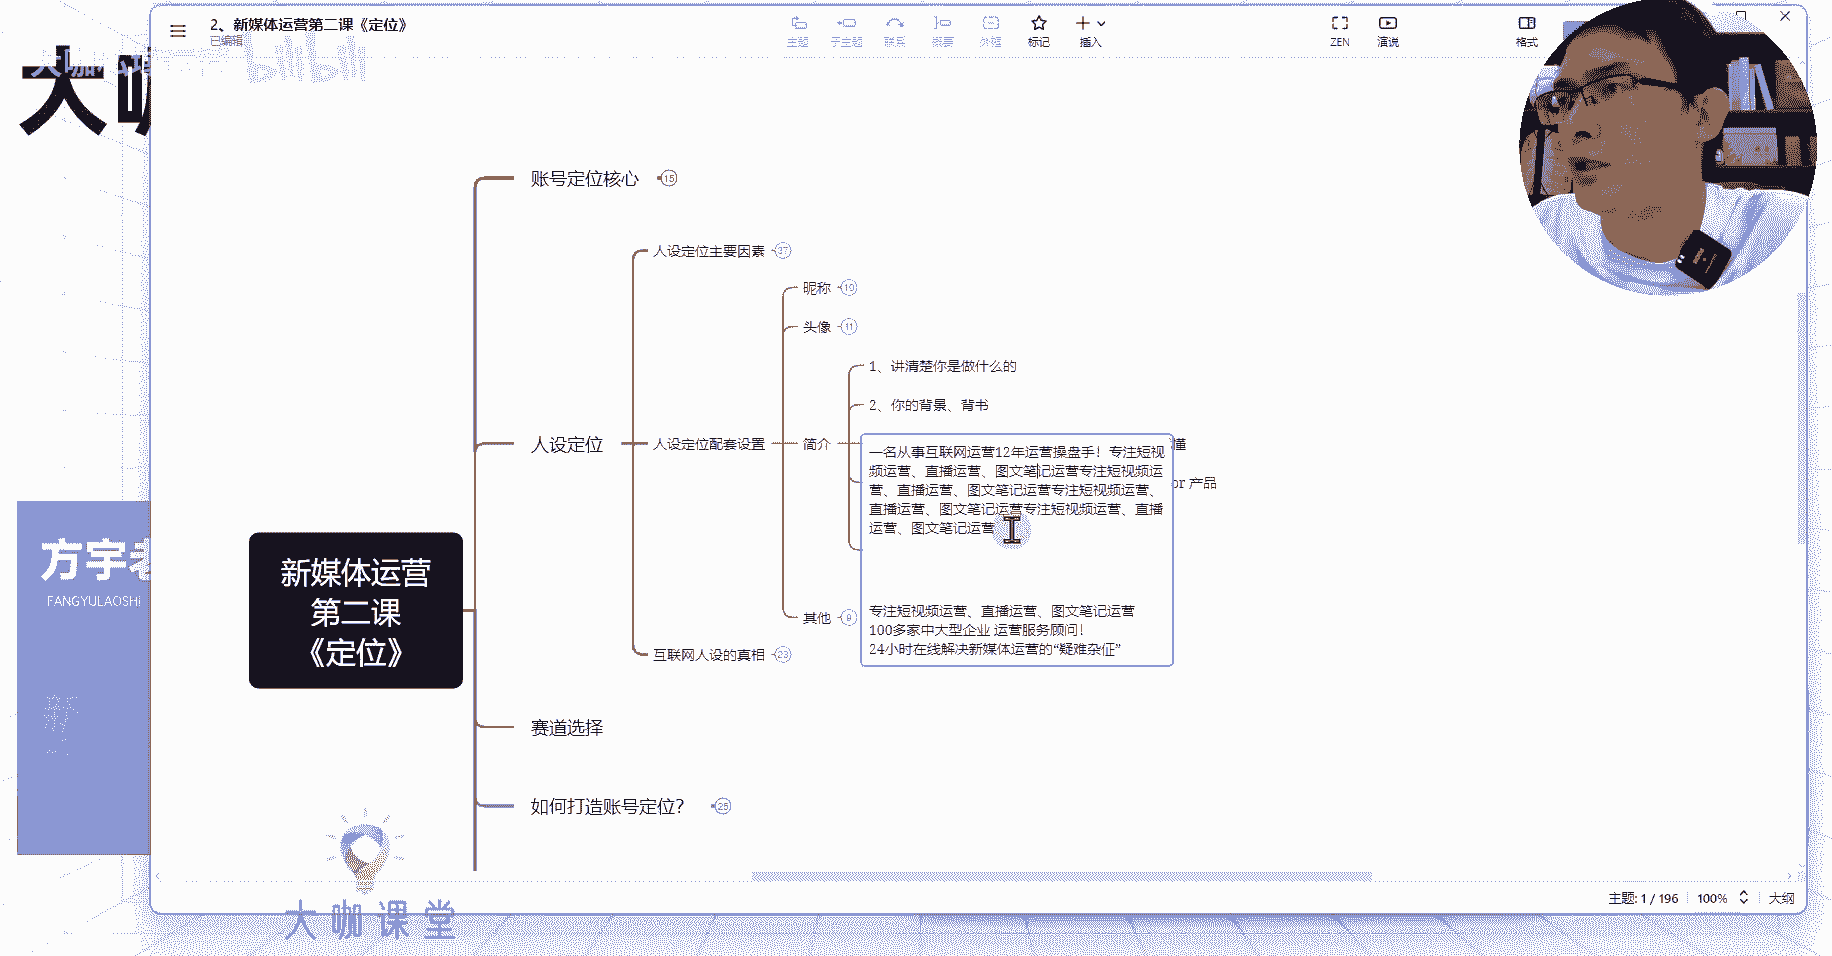 2、新媒体运营第二课《定位》
已编辑
主题
子主题
联系
概要
外框
标记
插入
ZEN
演说
格式
大咖
bilibili
账号定位核心 15
人设定位主要因素 37
昵称 19
头像 11
1、讲清楚你是做什么的
2、你的背景、背书
人设定位
人设定位配套设置
简介
懂
一名从事互联网运营12年运营操盘手！专注短视
频运营、直播运营、图文笔记运营专注短视频运
营、直播运营、图文笔记运营专注短视频运营、
直播运营、图文笔记运营专注短视频运营、直播
运营、图文笔记运营
or 产品
方宇老
FANGYULAOSHI
新媒体运营
第二课
《定位》
其他 9
专注短视频运营、直播运营、图文笔记运营
100多家中大型企业 运营服务顾问！
24小时在线解决新媒体运营的“疑难杂征”
互联网人设的真相 23
赛道选择
如何打造账号定位？ 25
大咖课堂
主题: 1 / 196
100%
大纲